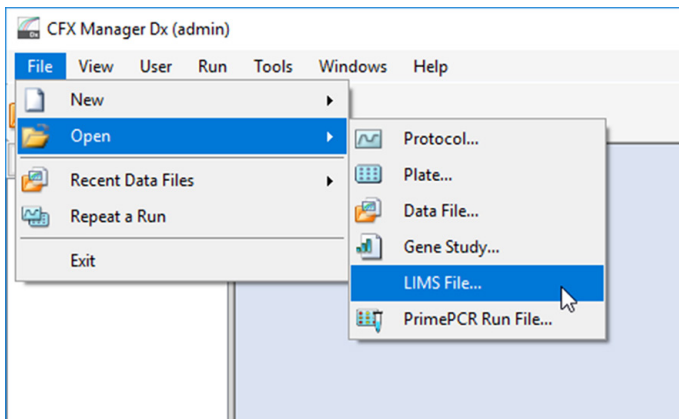 CFX Manager Dx (admin)
File View User Run Tools Windows Help
New
Open
Recent Data Files
Repeat a Run
Exit
Protocol...
Plate...
Data File...
Gene Study...
LIMS File...
PrimePCR Run File...